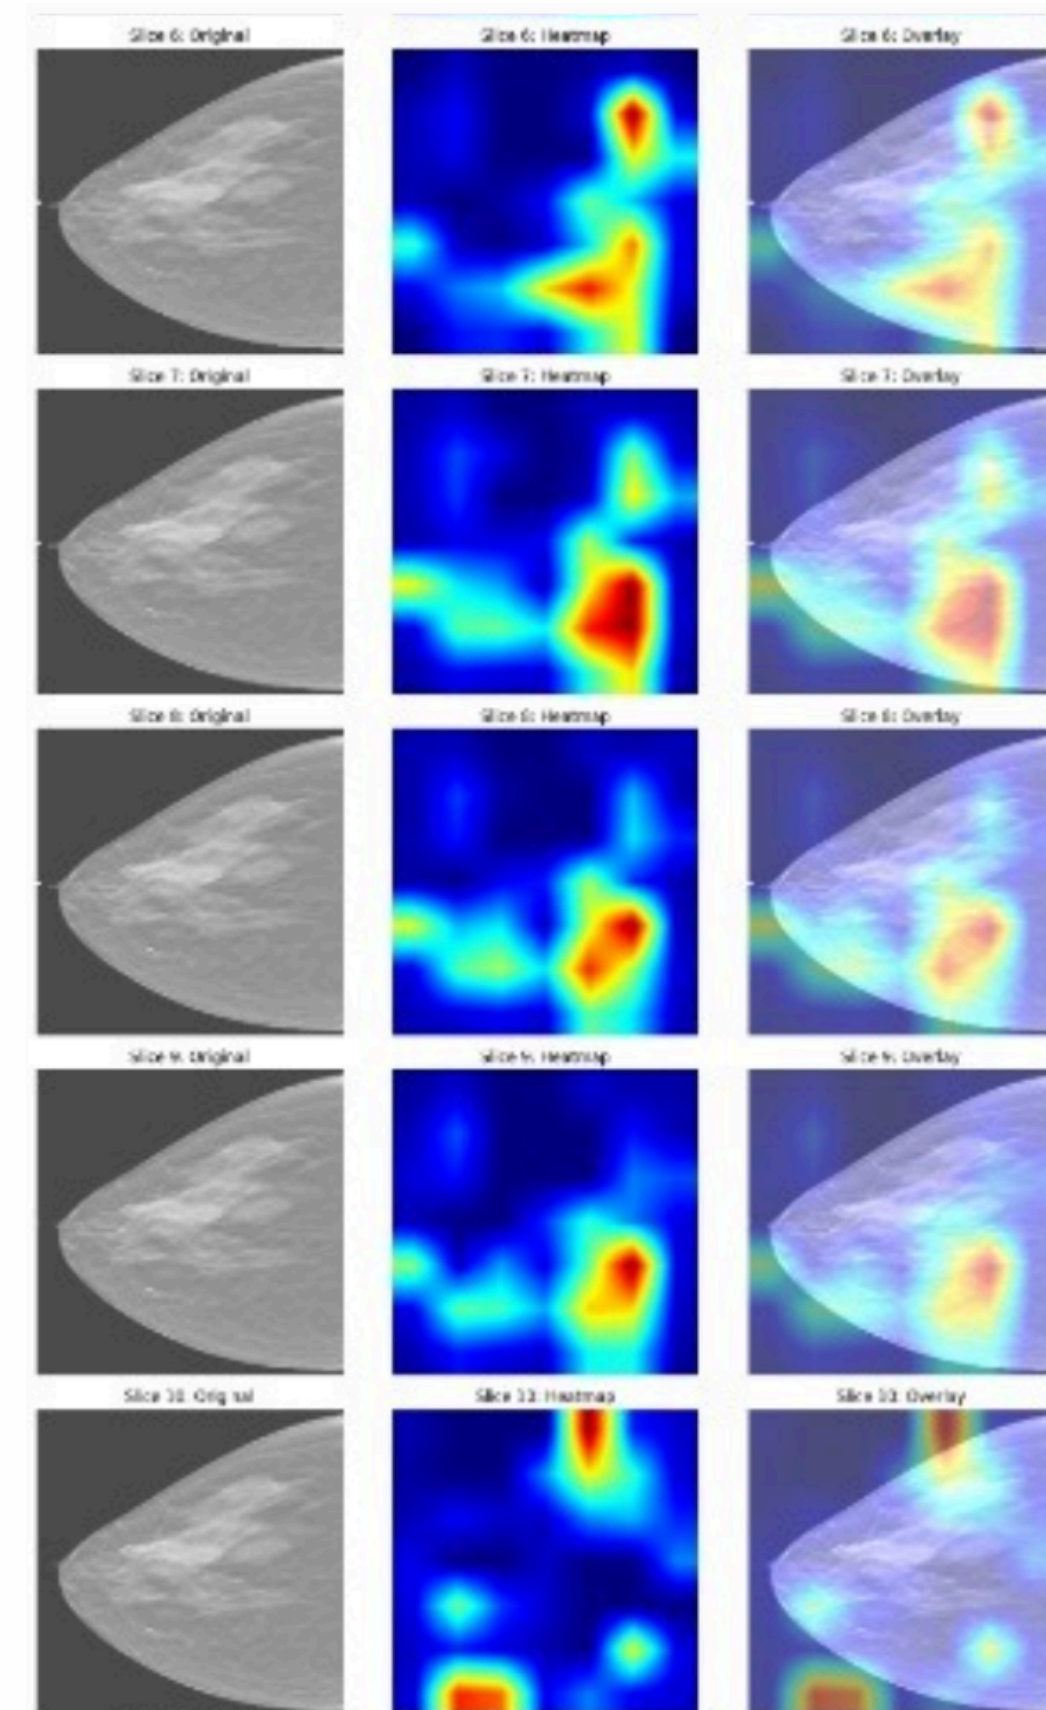 Slice 6: Original Slice 6: Heatmap Slice 6: Overlay
Slice 7: Original Slice 7: Heatmap Slice 7: Overlay
Slice 8: Original Slice 8: Heatmap Slice 8: Overlay
Slice 9: Original Slice 9: Heatmap Slice 9: Overlay
Slice 10: Original Slice 10: Heatmap Slice 10: Overlay